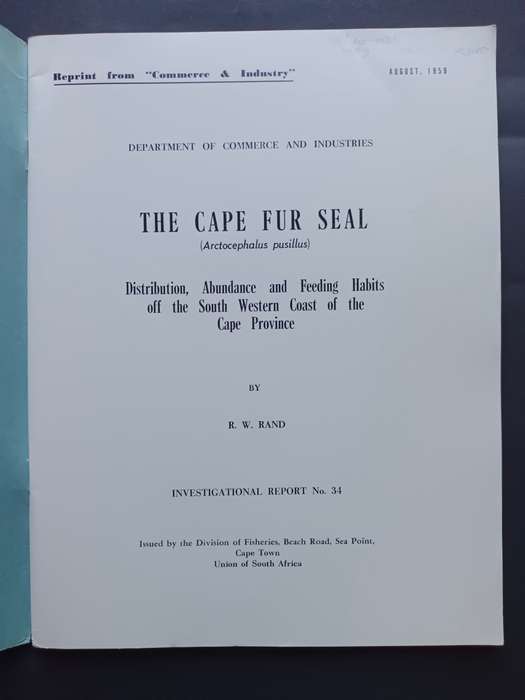 Reprint from "Commerce & Industry"
AUGUST, 1959
DEPARTMENT OF COMMERCE AND INDUSTRIES
THE CAPE FUR SEAL
(Arctocephalus pusillus)
Distribution, Abundance and Feeding Habits
off the South Western Coast of the
Cape Province
BY
R. W. RAND
INVESTIGATIONAL REPORT No. 34
Issued by the Division of Fisheries, Beach Road, Sea Point,
Cape Town
Union of South Africa